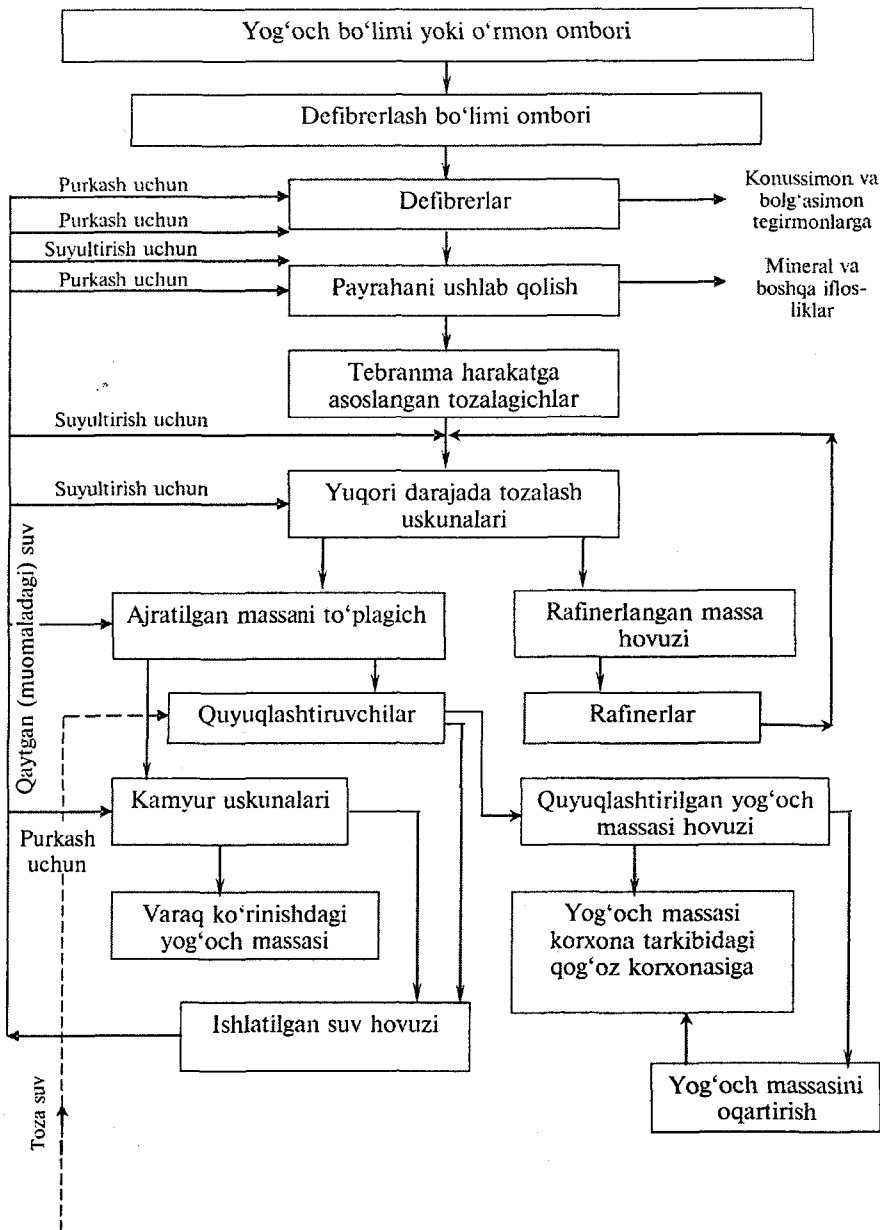 Yog‘och bo‘limi yoki o‘rmon ombori
Defibrerlash bo‘limi ombori
Purkash uchun
Defibrerlar
Konussimon va
bolg‘asimon
tegirmonlarga
Purkash uchun
Suyultirish uchun
Purkash uchun
Payrahani ushlab qolish
Mineral va
boshqa iflos-
liklar
Tebranma harakatga
asoslangan tozalagichlar
Suyultirish uchun
Suyultirish uchun
Yuqori darajada tozalash
uskunalari
Qaytgan (muomaladagi) suv
Ajratilgan massani to‘plagich
Rafinerlangan massa
hovuzi
Quyuqlashtiruvchilar
Rafinerlar
Kamyur uskunalari
Quyuqlashtirilgan yog‘och
massasi hovuzi
Purkash
uchun
Varaq ko‘rinishdagi
yog‘och massasi
Yog‘och massasi
korxona tarkibidagi
qog‘oz korxonasiga
Ishlatilgan suv hovuzi
Yog‘och massasini
oqartirish
Toza suv